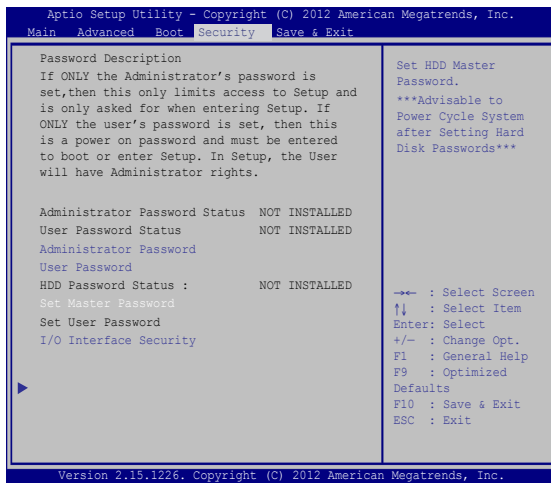 Aptio Setup Utility - Copyright (C) 2012 American Megatrends, Inc.
Main Advanced Boot Security Save & Exit
Password Description
If ONLY the Administrator's password is
set,then this only limits access to Setup and
is only asked for when entering Setup. If
ONLY the user's password is set, then this
is a power on password and must be entered
to boot or enter Setup. In Setup, the User
will have Administrator rights.
Administrator Password Status NOT INSTALLED
User Password Status NOT INSTALLED
Administrator Password
User Password
HDD Password Status : NOT INSTALLED
Set Master Password
Set User Password
I/O Interface Security
Set HDD Master
Password.
***Advisable to
Power Cycle System
after Setting Hard
Disk Passwords***
→← : Select Screen
↑↓ : Select Item
Enter: Select
+/— : Change Opt.
F1 : General Help
F9 : Optimized
Defaults
F10 : Save & Exit
ESC : Exit
Version 2.15.1226. Copyright (C) 2012 American Megatrends, Inc.